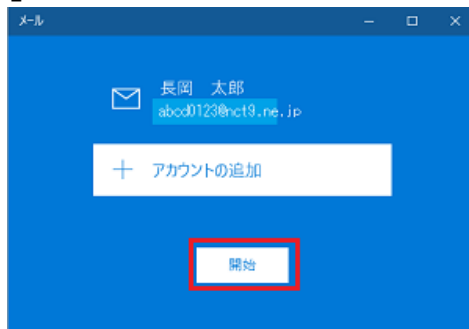 メール
長岡　太郎
abcd0123@nct9.ne.jp
アカウントの追加
開始